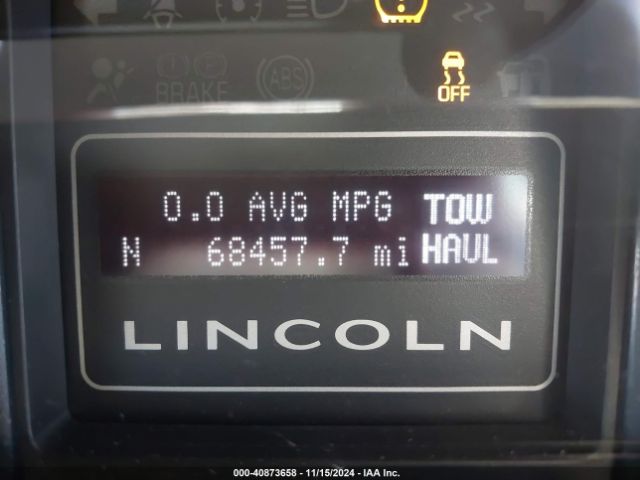 BRAKE
ABS
OFF
0.0 AVG MPG TOW
N 68457.7 mi HAUL
LINCOLN
000-40873658 - 11/15/2024 - IAA Inc.